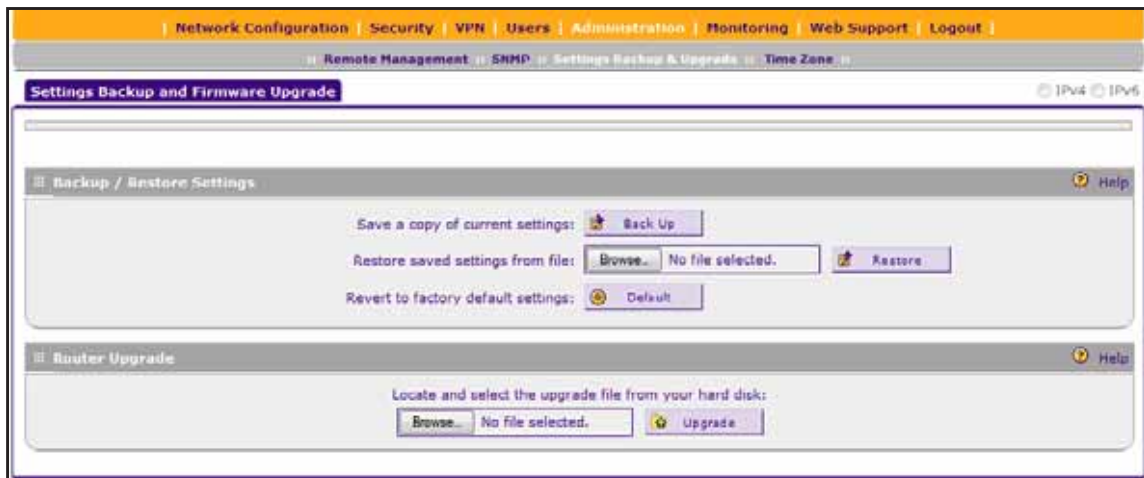 | Network Configuration | Security | VPN | Users | Administration | Monitoring | Web Support | Logout |
:: Remote Management :: SNMP :: Settings Backup & Upgrade :: Time Zone ::
Settings Backup and Firmware Upgrade IPv4 IPv6
Backup / Restore Settings Help
Save a copy of current settings: Back Up
Restore saved settings from file: Browse.. No file selected. Restore
Revert to factory default settings: Default
Router Upgrade Help
Locate and select the upgrade file from your hard disk:
Browse.. No file selected. Upgrade